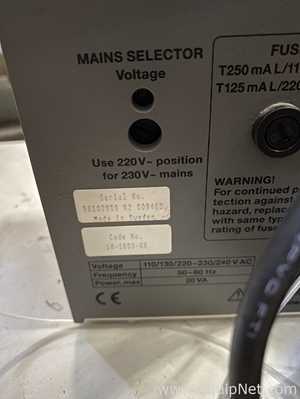 MAINS SELECTOR
Voltage
FUS
T250 mA L/11
T125 mA L/220
Use 220V~ position
for 230V~ mains
Serial No.
Made in Sweden
Code No.
WARNING!
For continued p
tection against
hazard, replac
with same typ
rating of fuse
Voltage 110/130/220–230/240 V AC
Frequency 50–60 Hz
Power max 20 VA
CE